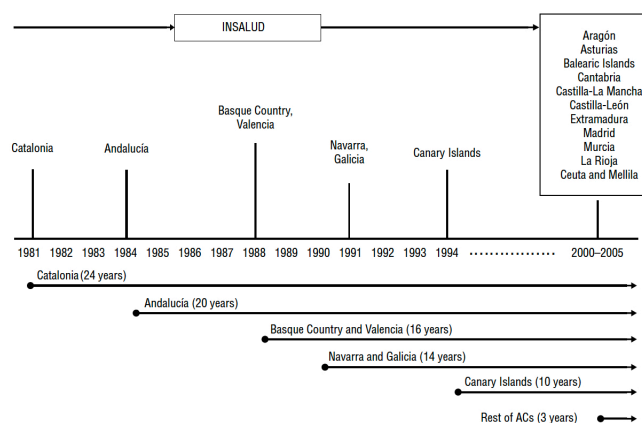 INSALUD
Aragón
Asturias
Balearic Islands
Cantabria
Castilla-La Mancha
Castilla-León
Extramadura
Madrid
Murcia
La Rioja
Ceuta and Mellila
Basque Country,
Valencia
Catalonia
Andalucía
Navarra,
Galicia
Canary Islands
1981 1982 1983 1984 1985 1986 1987 1988 1989 1990 1991 1992 1993 1994 .................. 2000–2005
Catalonia (24 years)
Andalucía (20 years)
Basque Country and Valencia (16 years)
Navarra and Galicia (14 years)
Canary Islands (10 years)
Rest of ACs (3 years)